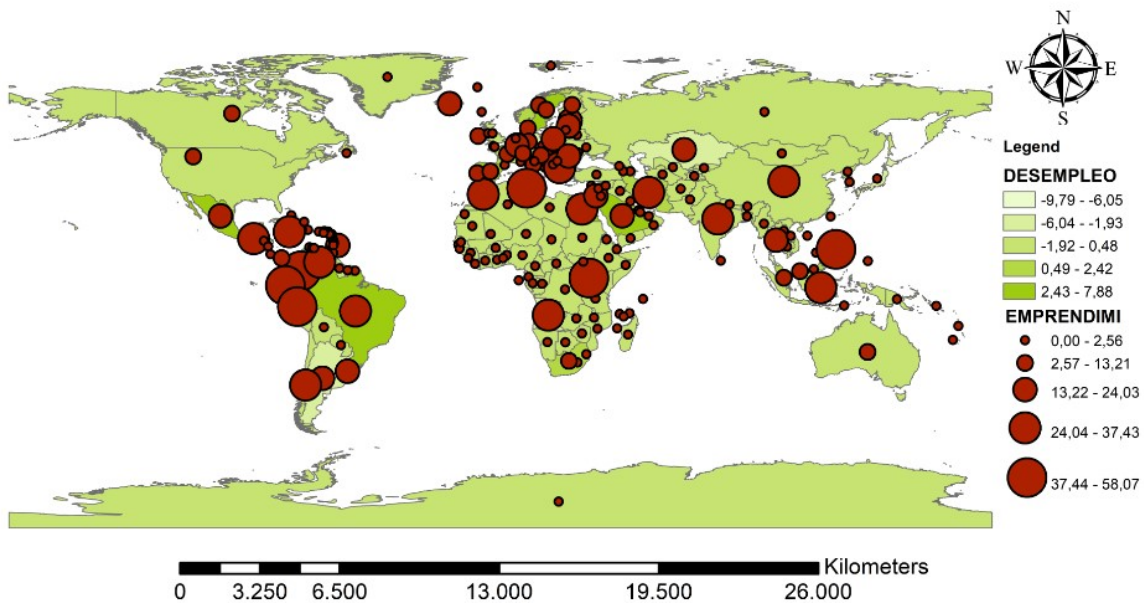 N
W E
S
Legend
DESEMPLEO
-9,79 - -6,05
-6,04 - -1,93
-1,92 - 0,48
0,49 - 2,42
2,43 - 7,88
EMPRENDIMI
0,00 - 2,56
2,57 - 13,21
13,22 - 24,03
24,04 - 37,43
37,44 - 58,07
Kilometers
0 3.250 6.500 13.000 19.500 26.000